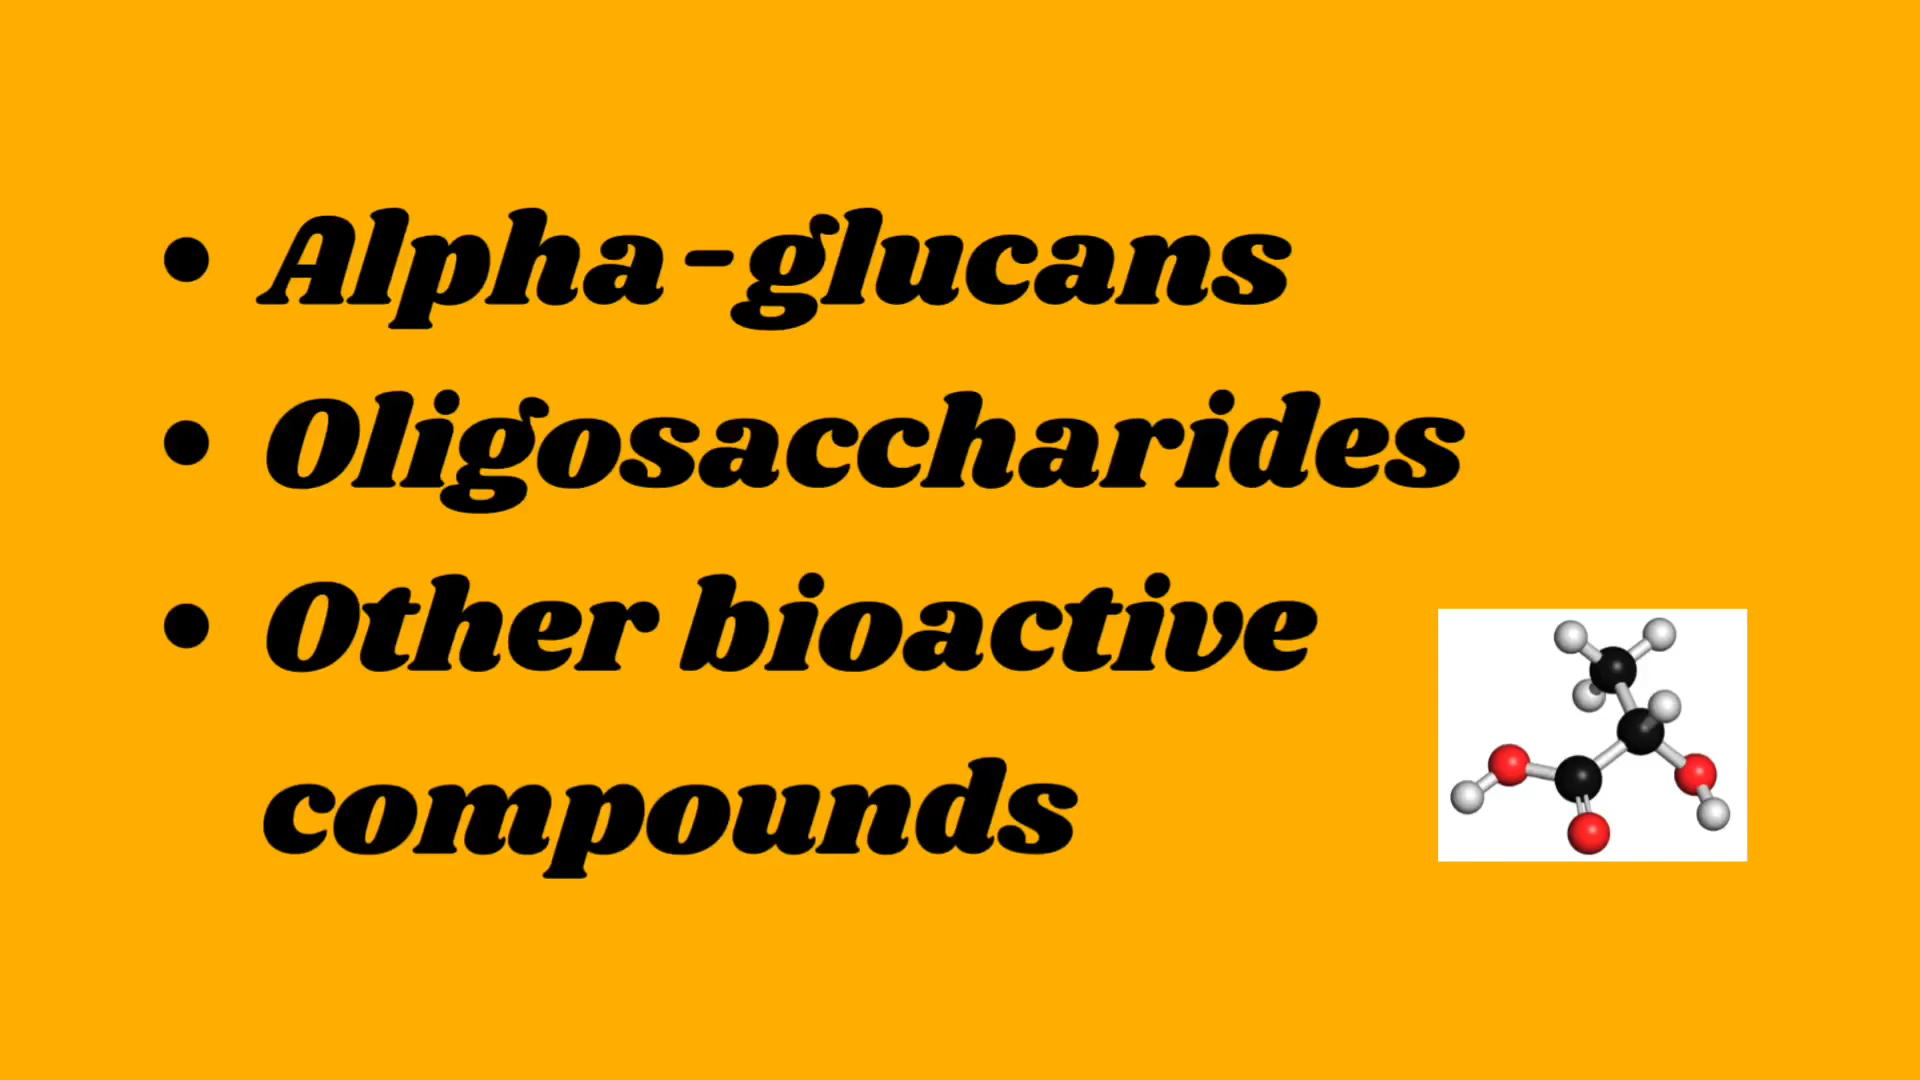 • Alpha-glucans
• Oligosaccharides
• Other bioactive
compounds